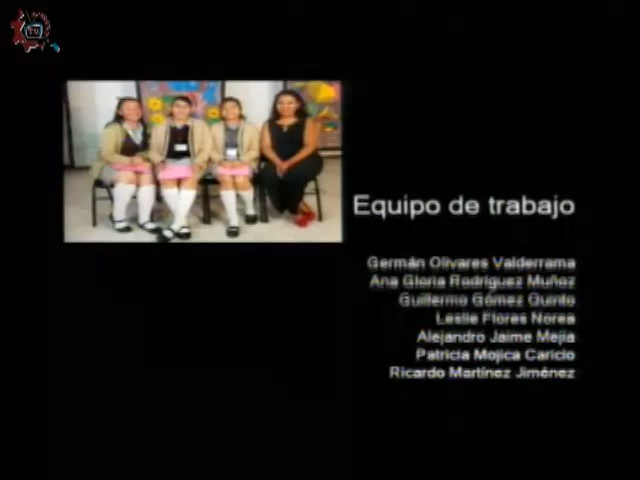 TV
Equipo de trabajo
Germán Olivares Valderrama
Ana Gloria Rodríguez Muñoz
Guillermo Gómez Quinto
Leslie Flores Norea
Alejandro Jaime Mejía
Patricia Mojica Caricio
Ricardo Martínez Jiménez